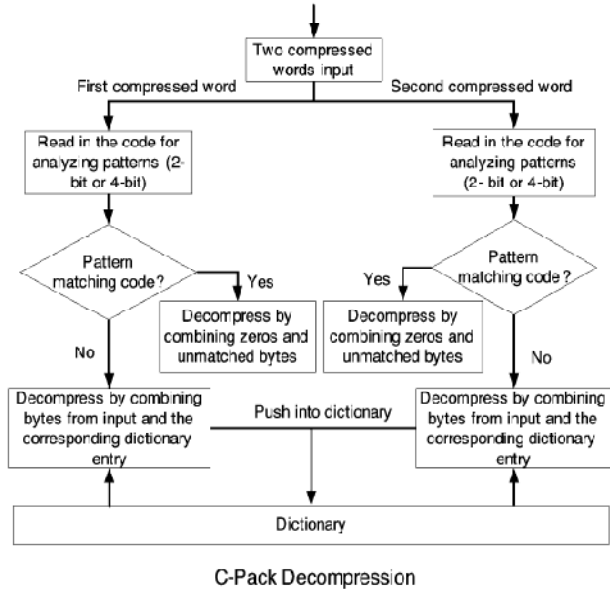 Two compressed
words input
First compressed word
Second compressed word
Read in the code for
analyzing patterns (2-
bit or 4-bit)
Read in the code for
analyzing patterns
(2- bit or 4-bit)
Pattern
matching code?
Pattern
matching code?
Yes
Yes
Decompress by
combining zeros and
unmatched bytes
Decompress by
combining zeros and
unmatched bytes
No
No
Decompress by combining
bytes from input and the
corresponding dictionary
entry
Push into dictionary
Decompress by combining
bytes from input and the
corresponding dictionary
entry
Dictionary
C-Pack Decompression